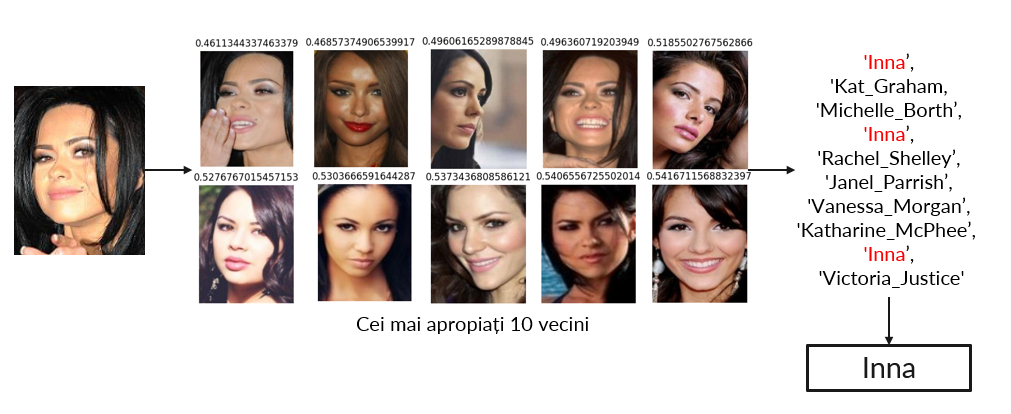 0.4611344337463379 0.46857374906539917 0.49606165289878845 0.496360719203949 0.5185502767562866
0.5276767015457153 0.5303666591644287 0.5373436808586121 0.5406556725502014 0.5416711568832397
Cei mai apropiați 10 vecini
'Inna’,
'Kat_Graham,
'Michelle_Borth’,
'Inna’,
'Rachel_Shelley’,
'Janel_Parrish’,
'Vanessa_Morgan’,
'Katharine_McPhee’,
'Inna’,
'Victoria_Justice'
Inna